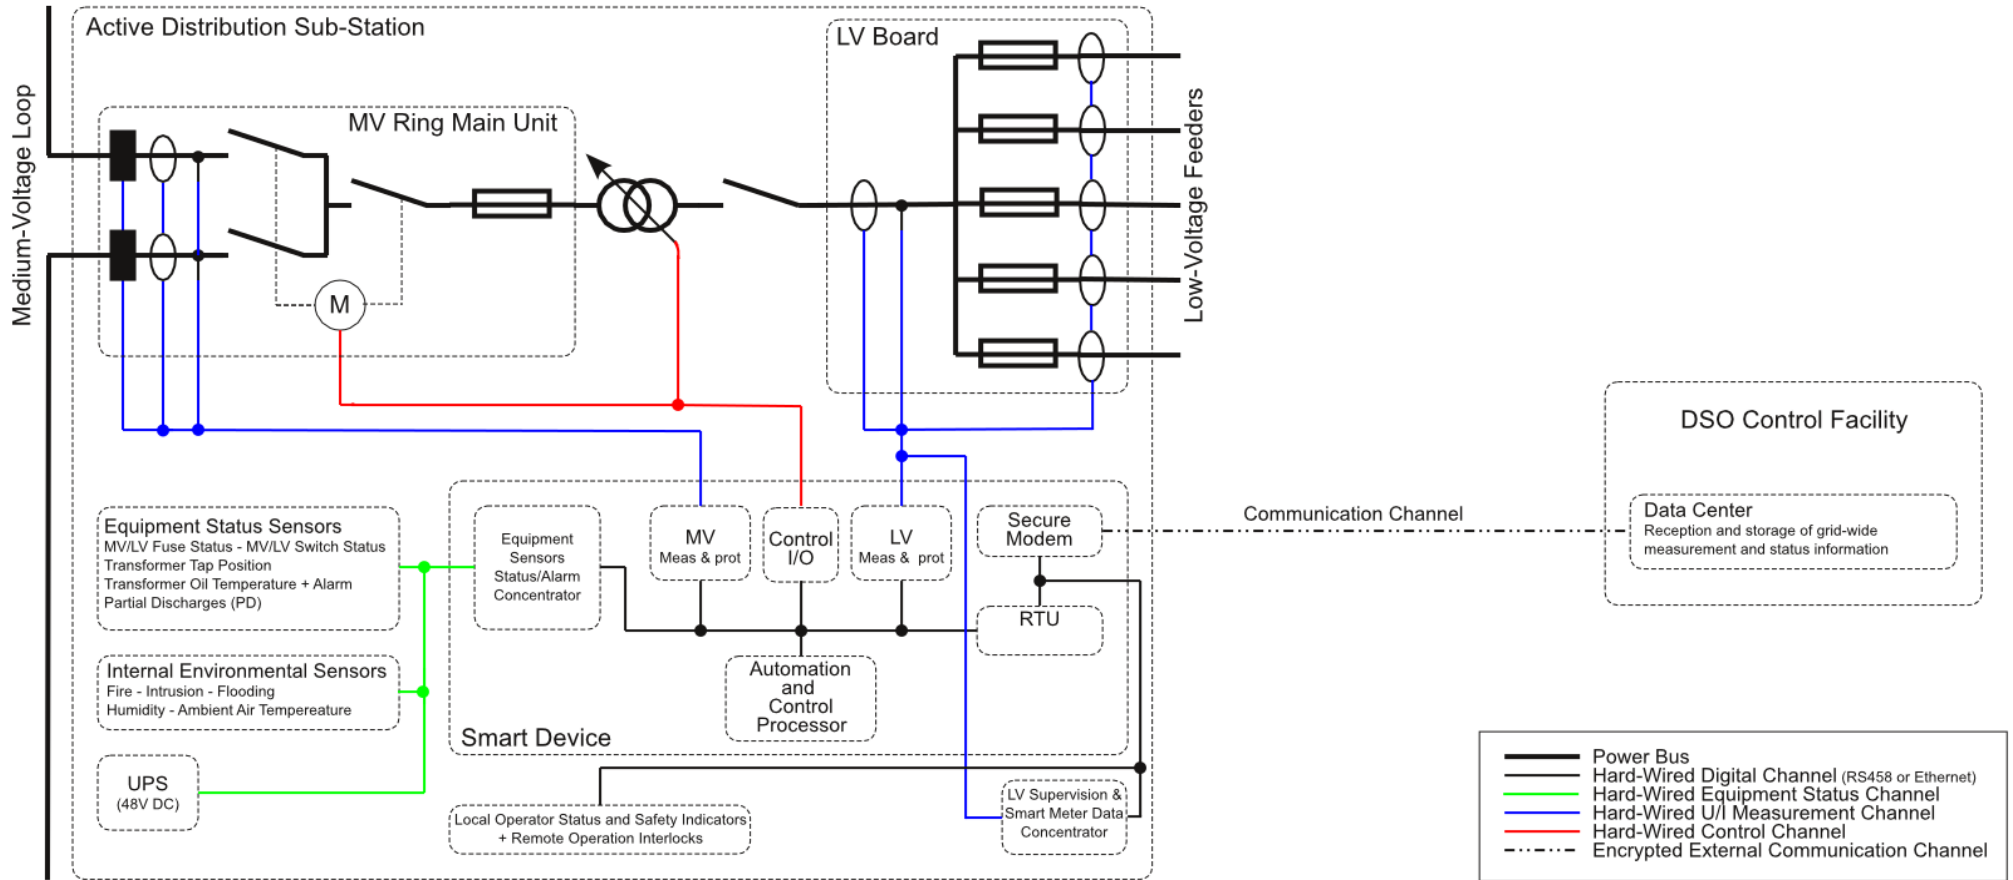 Active Distribution Sub-Station
LV Board
MV Ring Main Unit
Medium-Voltage Loop
Low-Voltage Feeders
M
DSO Control Facility
Data Center
Reception and storage of grid-wide
measurement and status information
Communication Channel
Equipment Status Sensors
MV/LV Fuse Status - MV/LV Switch Status
Transformer Tap Position
Transformer Oil Temperature + Alarm
Partial Discharges (PD)
Equipment
Sensors
Status/Alarm
Concentrator
MV
Meas & prot
Control
I/O
LV
Meas & prot
Secure
Modem
RTU
Internal Environmental Sensors
Fire - Intrusion - Flooding
Humidity - Ambient Air Tempereature
Automation
and
Control
Processor
Smart Device
UPS
(48V DC)
Local Operator Status and Safety Indicators
+ Remote Operation Interlocks
LV Supervision &
Smart Meter Data
Concentrator
Power Bus
Hard-Wired Digital Channel (RS458 or Ethernet)
Hard-Wired Equipment Status Channel
Hard-Wired U/I Measurement Channel
Hard-Wired Control Channel
Encrypted External Communication Channel